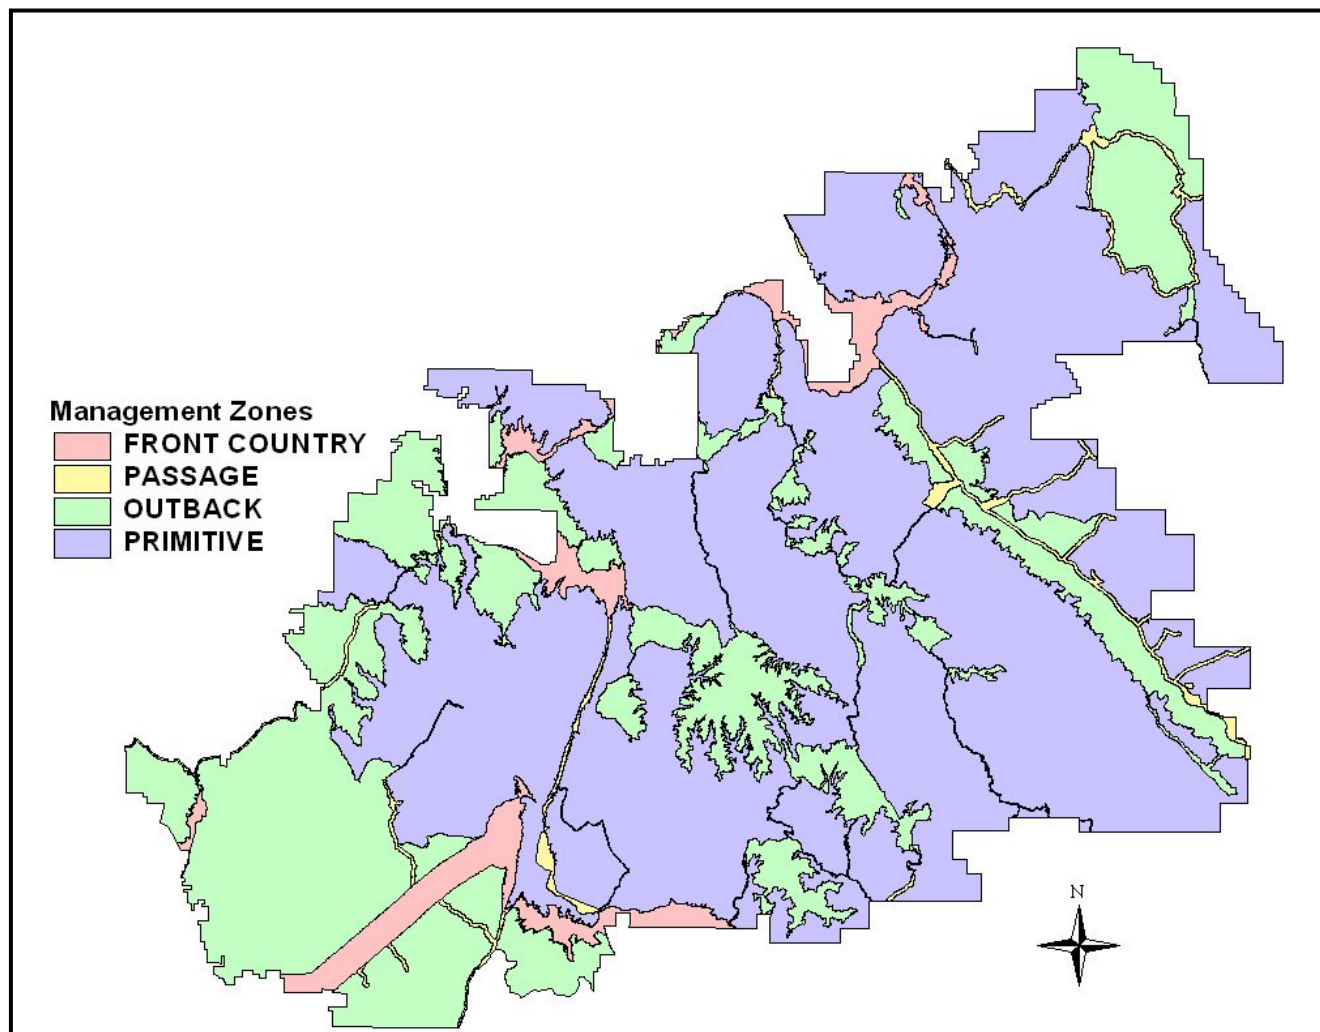 Management Zones
FRONT COUNTRY
PASSAGE
OUTBACK
PRIMITIVE
N